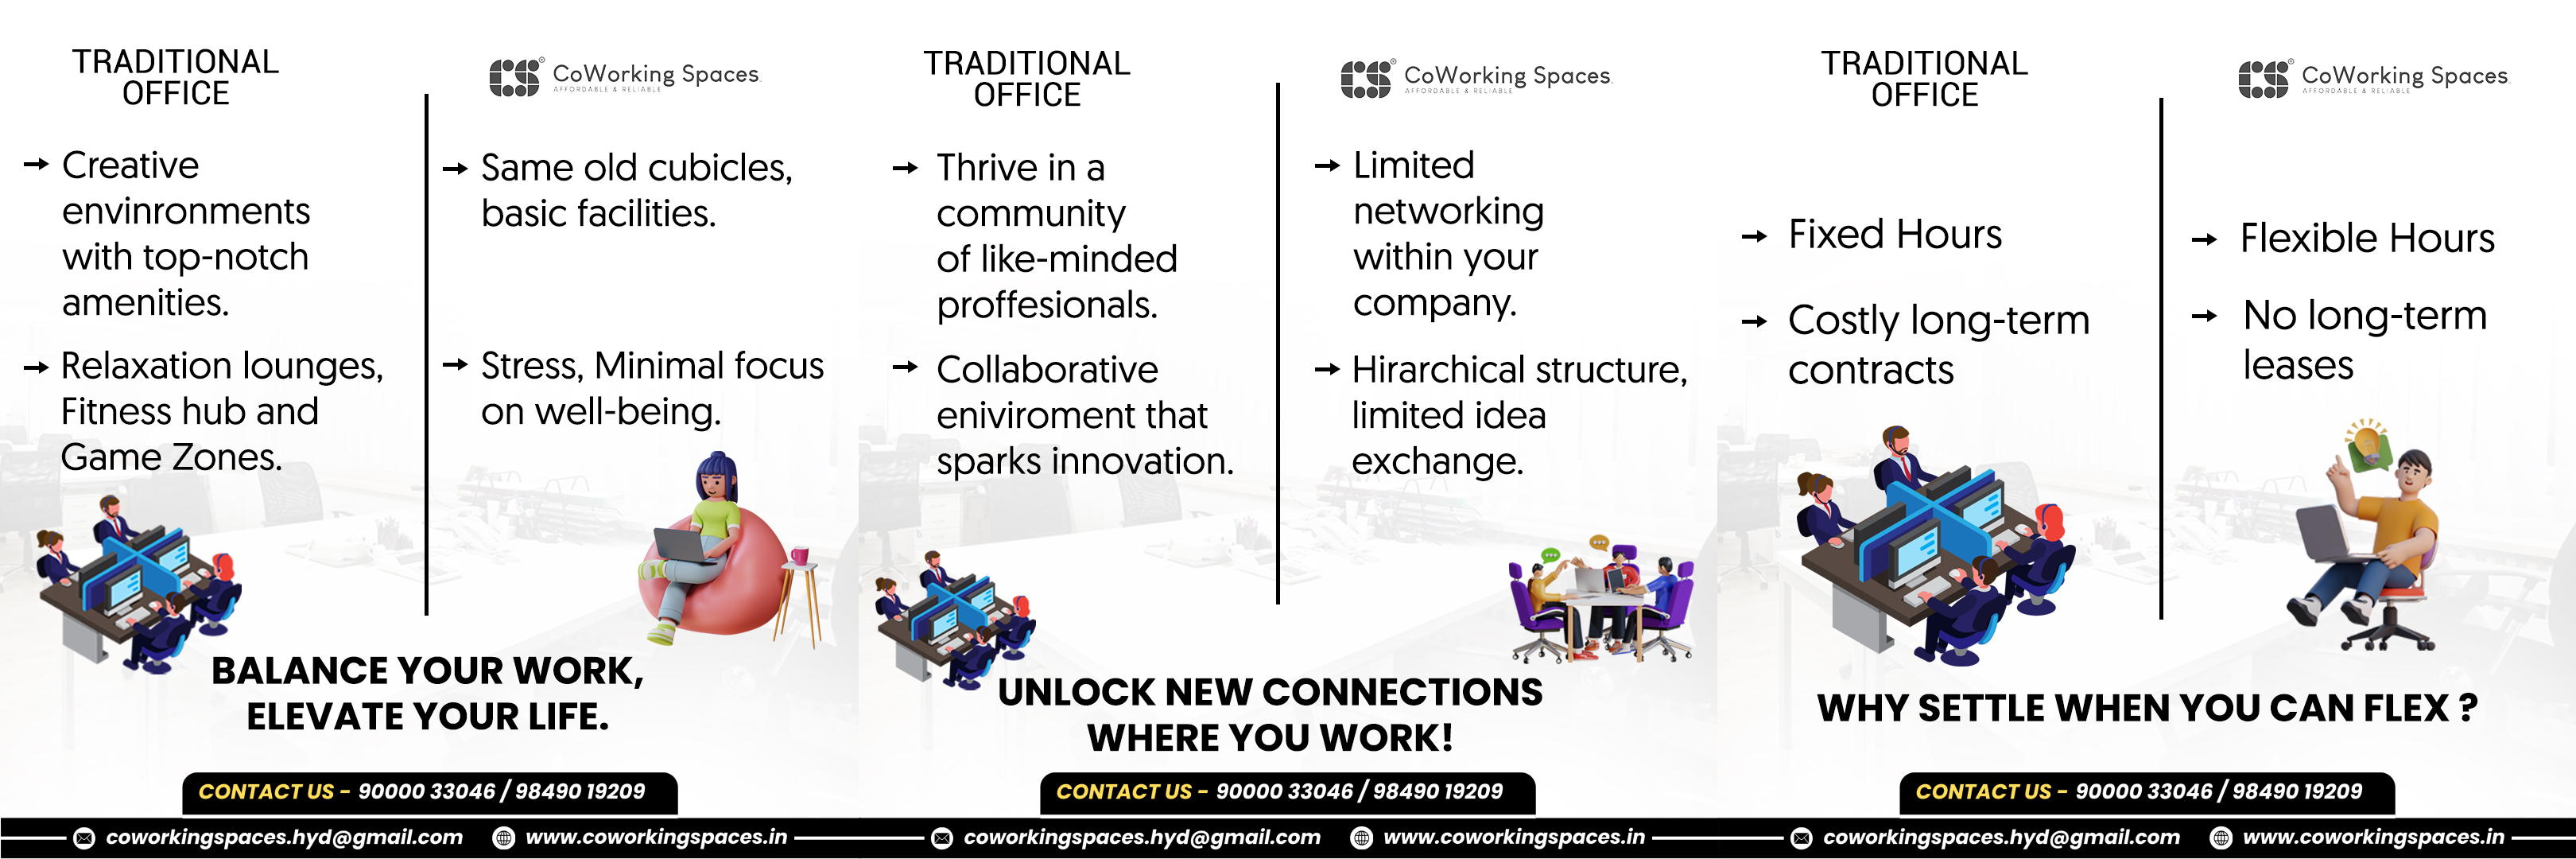 TRADITIONAL
OFFICE
Creative
envinronments
with top-notch
amenities.
Relaxation lounges,
Fitness hub and
Game Zones.
CS® CoWorking Spaces
AFFORDABLE & RELIABLE
Same old cubicles,
basic facilities.
Stress, Minimal focus
on well-being.
BALANCE YOUR WORK,
ELEVATE YOUR LIFE.
CONTACT US - 90000 33046 / 98490 19209
coworkingspaces.hyd@gmail.com www.coworkingspaces.in
TRADITIONAL
OFFICE
Thrive in a
community
of like-minded
proffesionals.
Collaborative
eniviroment that
sparks innovation.
CS® CoWorking Spaces
AFFORDABLE & RELIABLE
Limited
networking
within your
company.
Hirarchical structure,
limited idea
exchange.
UNLOCK NEW CONNECTIONS
WHERE YOU WORK!
CONTACT US - 90000 33046 / 98490 19209
coworkingspaces.hyd@gmail.com www.coworkingspaces.in
TRADITIONAL
OFFICE
Fixed Hours
Costly long-term
contracts
CS® CoWorking Spaces
AFFORDABLE & RELIABLE
Flexible Hours
No long-term
leases
WHY SETTLE WHEN YOU CAN FLEX ?
CONTACT US - 90000 33046 / 98490 19209
coworkingspaces.hyd@gmail.com www.coworkingspaces.in